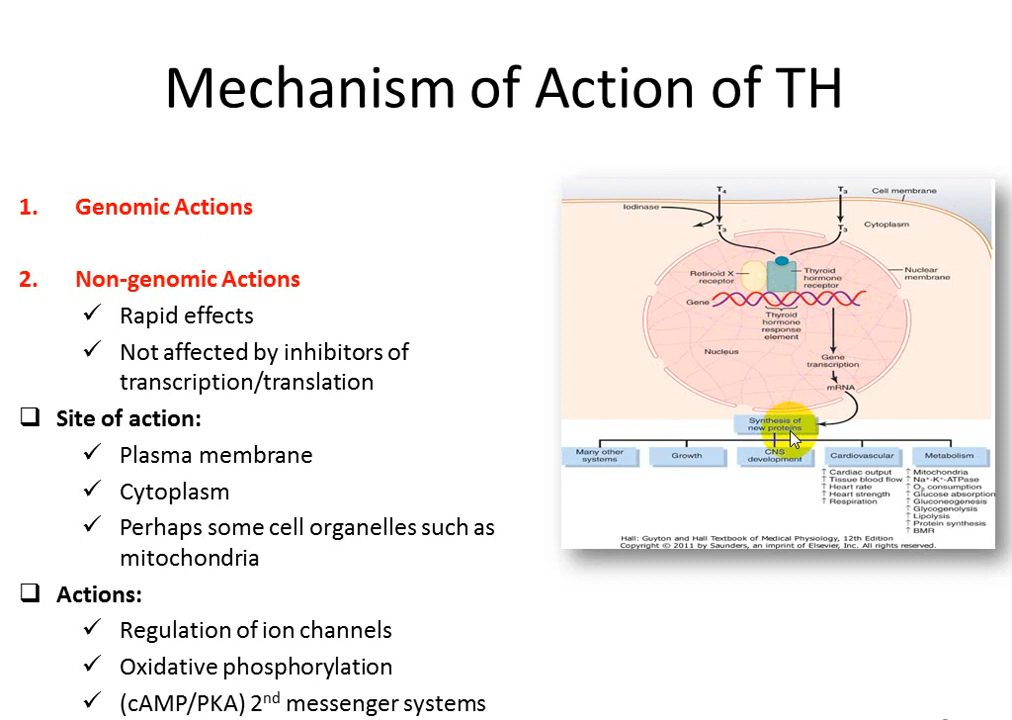 Mechanism of Action of TH
1. Genomic Actions
2. Non-genomic Actions
✓ Rapid effects
✓ Not affected by inhibitors of
transcription/translation
❑ Site of action:
✓ Plasma membrane
✓ Cytoplasm
✓ Perhaps some cell organelles such as
mitochondria
❑ Actions:
✓ Regulation of ion channels
✓ Oxidative phosphorylation
✓ (cAMP/PKA) 2nd messenger systems
T4
T3
Cell membrane
Iodinase
T3
T3
Cytoplasm
Retinoid X
receptor
Thyroid
hormone
receptor
Nuclear
membrane
Gene
Thyroid
hormone
response
element
Nucleus
Gene
transcription
mRNA
Synthesis of
new proteins
Many other
systems
Growth
CNS
development
Cardiovascular
Metabolism
↑ Cardiac output
↑ Tissue blood flow
↑ Heart rate
↑ Heart strength
↑ Respiration
↑ Mitochondria
↑ Na+-K+-ATPase
↑ O2 consumption
↑ Glucose absorption
↑ Gluconeogenesis
↑ Glycogenolysis
↑ Lipolysis
↑ Protein synthesis
↑ BMR
Hall: Guyton and Hall Textbook of Medical Physiology, 12th Edition
Copyright © 2011 by Saunders, an imprint of Elsevier, Inc. All rights reserved.